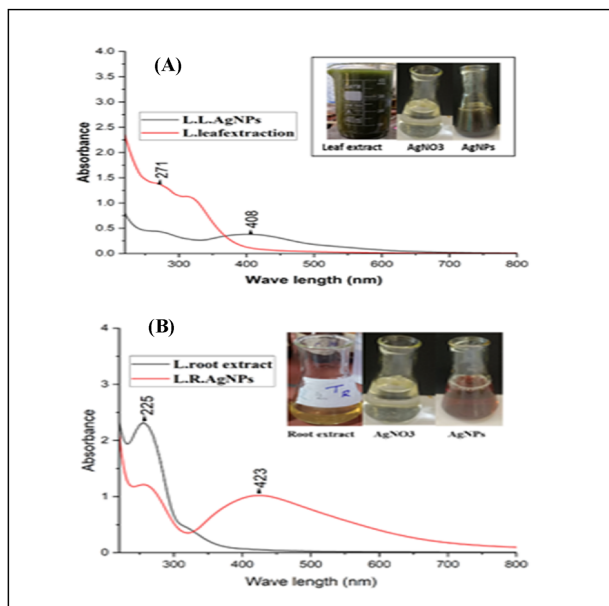 (A)
4.0
3.5
3.0
2.5
2.0
1.5
1.0
0.5
0.0
Absorbance
L.L.AgNPs
L.leafextraction
Leaf extract AgNO3 AgNPs
271
408
300 400 500 600 700 800
Wave length (nm)
(B)
4
3
2
1
0
Absorbance
L.root extract
L.R.AgNPs
T
R
Root extract AgNO3 AgNPs
225
423
300 400 500 600 700 800
Wave length (nm)